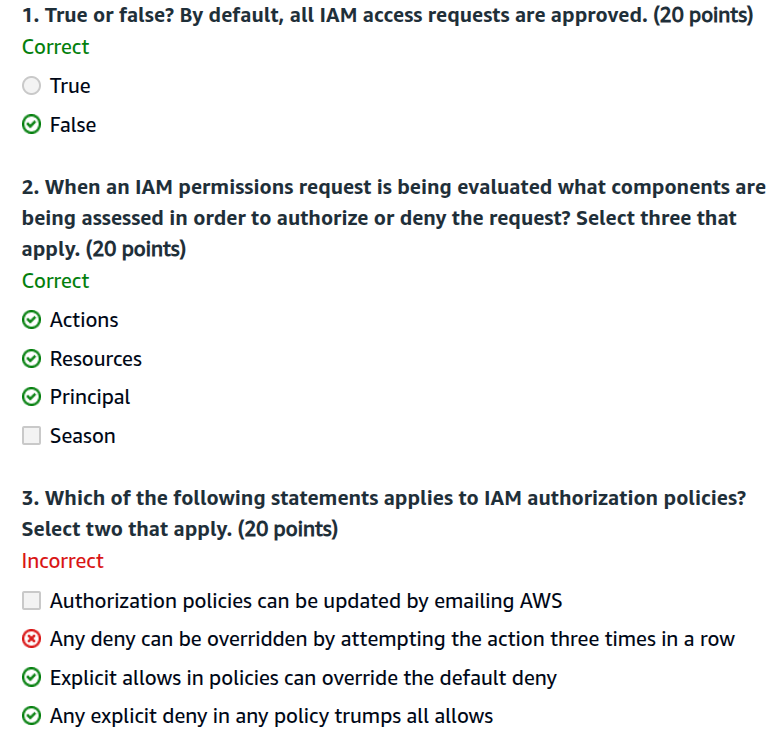 1. True or false? By default, all IAM access requests are approved. (20 points)
Correct
True
False
2. When an IAM permissions request is being evaluated what components are
being assessed in order to authorize or deny the request? Select three that
apply. (20 points)
Correct
Actions
Resources
Principal
Season
3. Which of the following statements applies to IAM authorization policies?
Select two that apply. (20 points)
Incorrect
Authorization policies can be updated by emailing AWS
Any deny can be overridden by attempting the action three times in a row
Explicit allows in policies can override the default deny
Any explicit deny in any policy trumps all allows